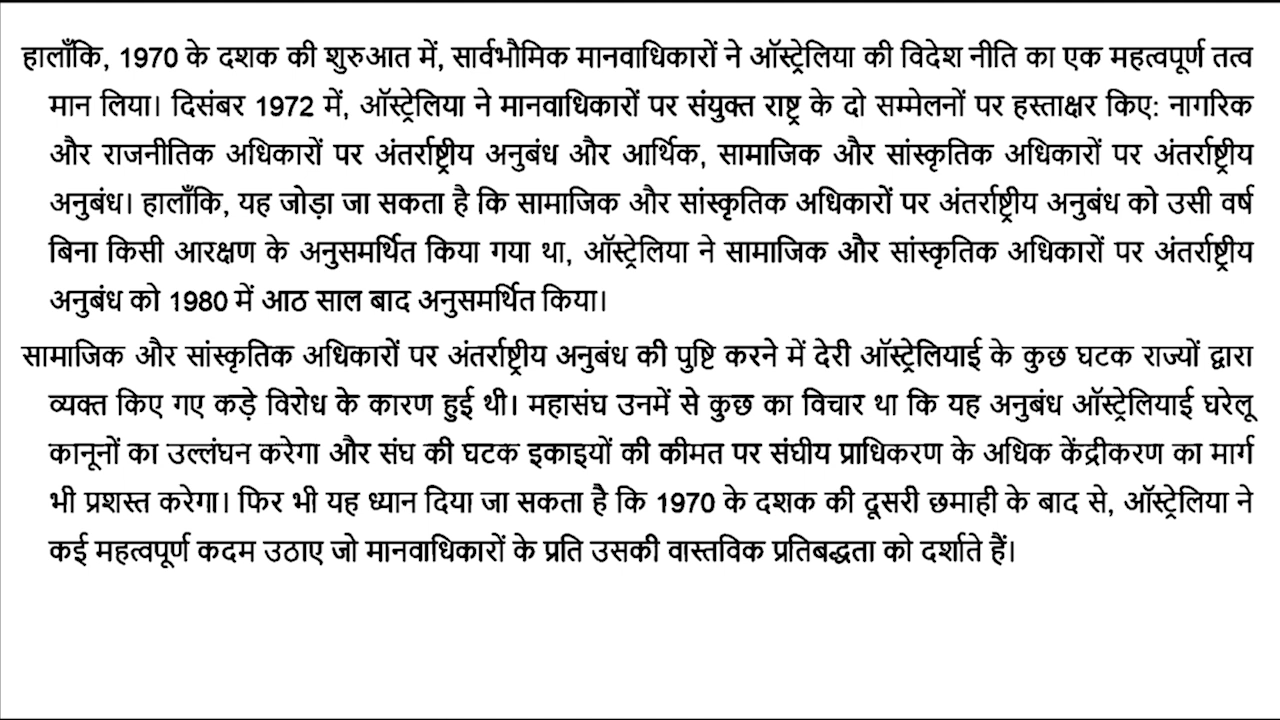 हालाँकि, 1970 के दशक की शुरुआत में, सार्वभौमिक मानवाधिकारों ने ऑस्ट्रेलिया की विदेश नीति का एक महत्वपूर्ण तत्व
मान लिया। दिसंबर 1972 में, ऑस्ट्रेलिया ने मानवाधिकारों पर संयुक्त राष्ट्र के दो सम्मेलनों पर हस्ताक्षर किए: नागरिक
और राजनीतिक अधिकारों पर अंतर्राष्ट्रीय अनुबंध और आर्थिक, सामाजिक और सांस्कृतिक अधिकारों पर अंतर्राष्ट्रीय
अनुबंध। हालाँकि, यह जोड़ा जा सकता है कि सामाजिक और सांस्कृतिक अधिकारों पर अंतर्राष्ट्रीय अनुबंध को उसी वर्ष
बिना किसी आरक्षण के अनुसमर्थित किया गया था, ऑस्ट्रेलिया ने सामाजिक और सांस्कृतिक अधिकारों पर अंतर्राष्ट्रीय
अनुबंध को 1980 में आठ साल बाद अनुसमर्थित किया।
सामाजिक और सांस्कृतिक अधिकारों पर अंतर्राष्ट्रीय अनुबंध की पुष्टि करने में देरी ऑस्ट्रेलियाई के कुछ घटक राज्यों द्वारा
व्यक्त किए गए कड़े विरोध के कारण हुई थी। महासंघ उनमें से कुछ का विचार था कि यह अनुबंध ऑस्ट्रेलियाई घरेलू
कानूनों का उल्लंघन करेगा और संघ की घटक इकाइयों की कीमत पर संघीय प्राधिकरण के अधिक केंद्रीकरण का मार्ग
भी प्रशस्त करेगा। फिर भी यह ध्यान दिया जा सकता है कि 1970 के दशक की दूसरी छमाही के बाद से, ऑस्ट्रेलिया ने
कई महत्वपूर्ण कदम उठाए जो मानवाधिकारों के प्रति उसकी वास्तविक प्रतिबद्धता को दर्शाते हैं।